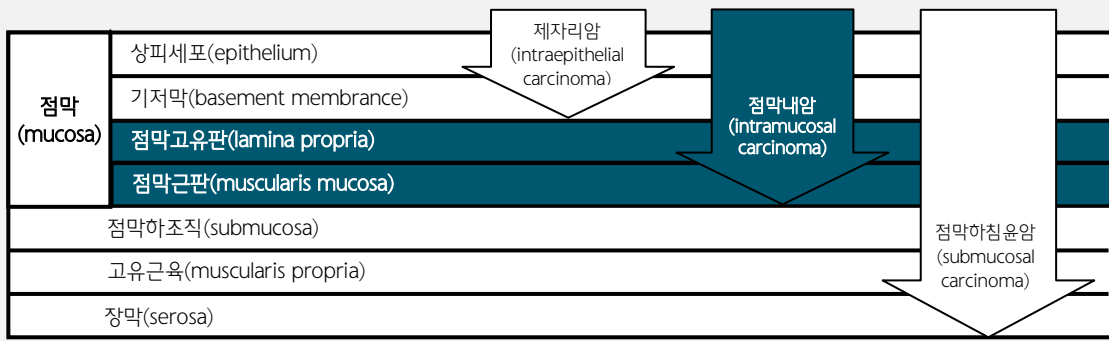 제자리암
(intraepithelial
carcinoma)
상피세포(epithelium)
기저막(basement membrance)
점막
(mucosa)
점막내암
(intramucosal
carcinoma)
점막고유판(lamina propria)
점막근판(muscularis mucosa)
점막하조직(submucosa)
점막하침윤암
(submucosal
carcinoma)
고유근육(muscularis propria)
장막(serosa)